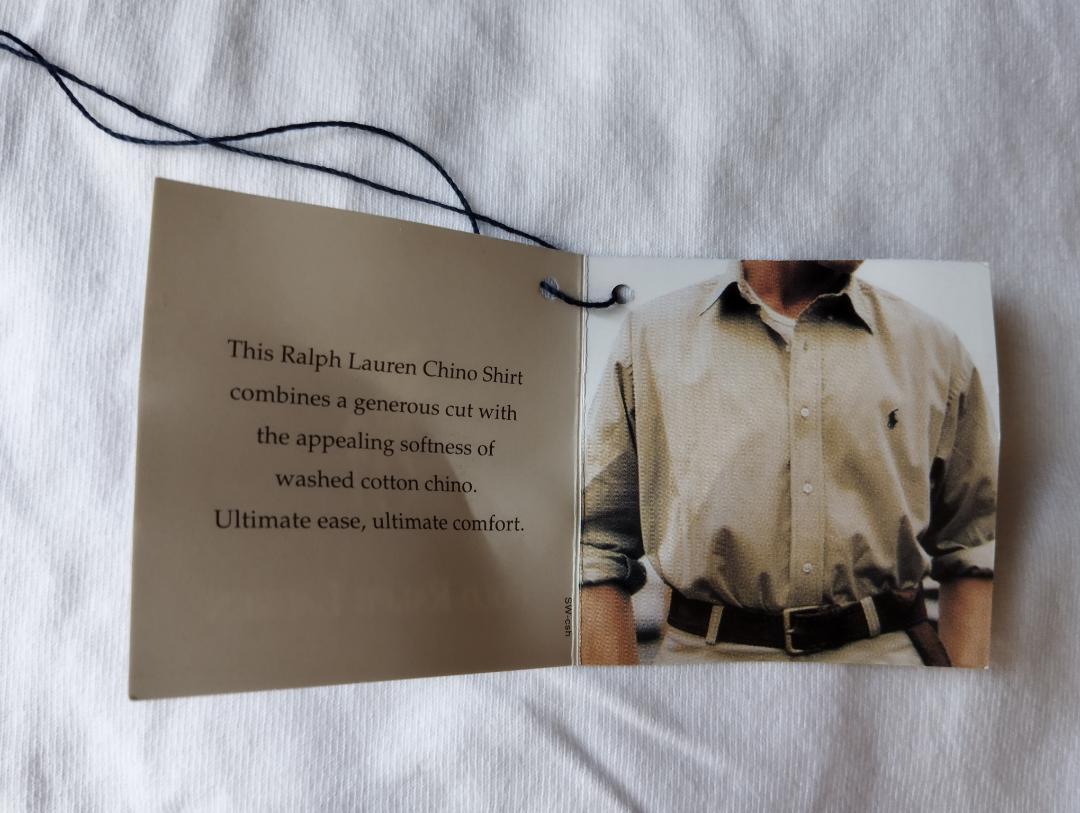 This Ralph Lauren Chino Shirt
combines a generous cut with
the appealing softness of
washed cotton chino.
Ultimate ease, ultimate comfort.
SW-csh